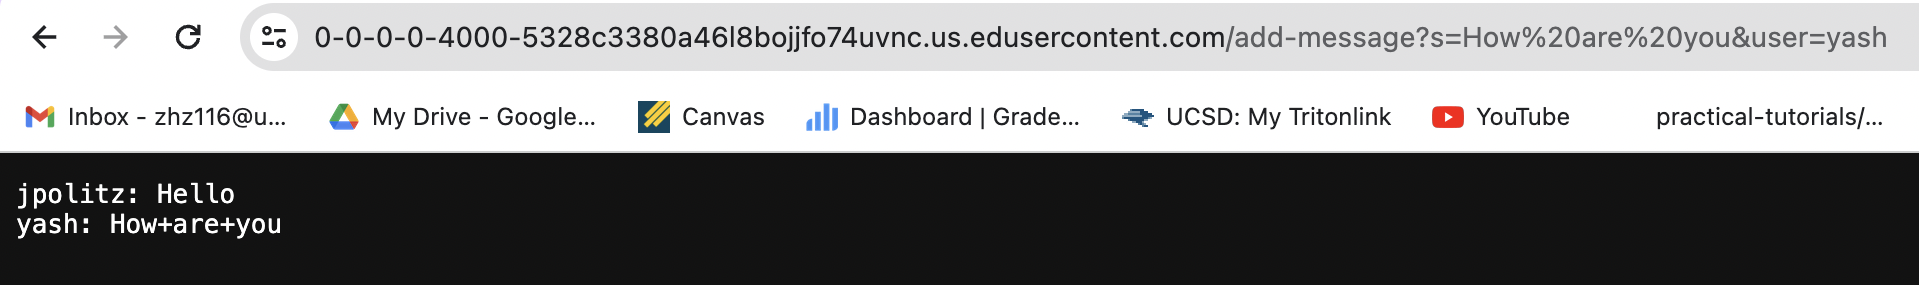 0-0-0-0-4000-5328c3380a46l8bojjfo74uvnc.us.edusercontent.com/add-message?s=How%20are%20you&user=yash
Inbox - zhz116@u... My Drive - Google... Canvas Dashboard | Grade... UCSD: My Tritonlink YouTube practical-tutorials/...
jpolitz: Hello
yash: How+are+you